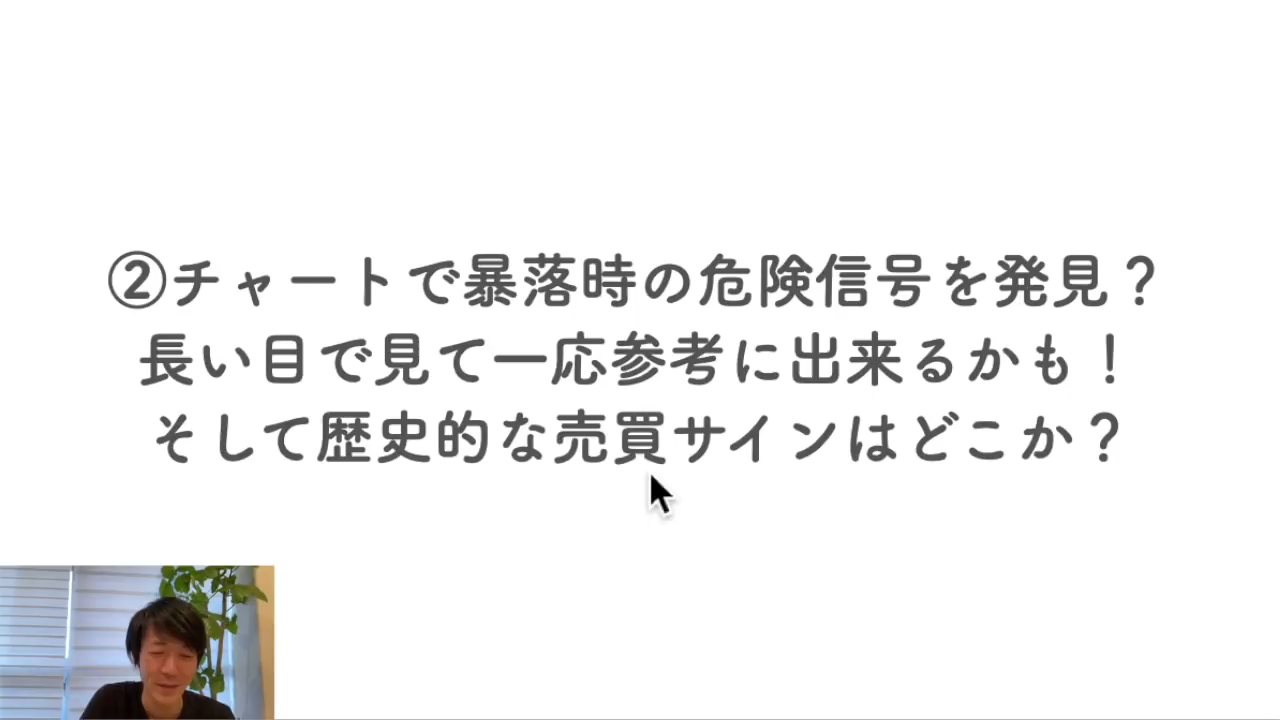 ②チャートで暴落時の危険信号を発見？
長い目で見て一応参考に出来るかも！
そして歴史的な売買サインはどこか？